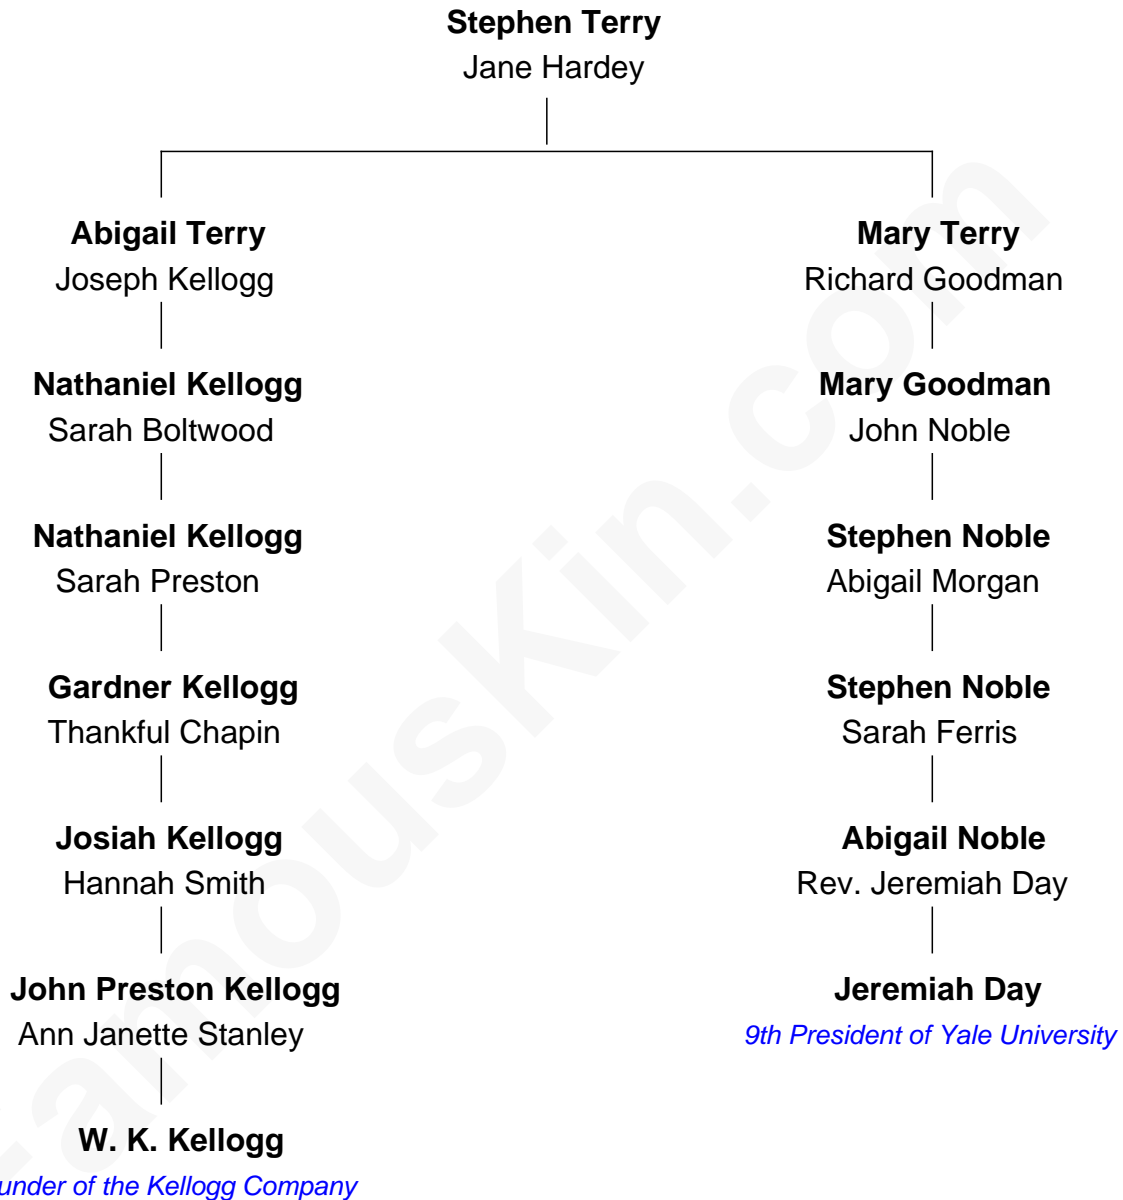 Stephen Terry
Jane Hardey
Abigail Terry
Joseph Kellogg
Mary Terry
Richard Goodman
Nathaniel Kellogg
Sarah Boltwood
Mary Goodman
John Noble
Nathaniel Kellogg
Sarah Preston
Stephen Noble
Abigail Morgan
Gardner Kellogg
Thankful Chapin
Stephen Noble
Sarah Ferris
Josiah Kellogg
Hannah Smith
Abigail Noble
Rev. Jeremiah Day
John Preston Kellogg
Ann Janette Stanley
Jeremiah Day
9th President of Yale University
W. K. Kellogg
under of the Kellogg Company
amousKin.com